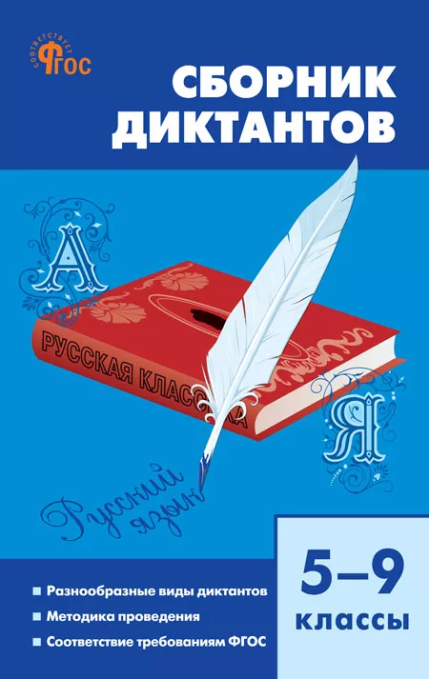 СООТВЕТСТВУЕТ
ФГОС
СБОРНИК
ДИКТАНТОВ
А
РУССКАЯ КЛАССИКА
Я
Русский
язык
5–9
классы
Разнообразные виды диктантов
Методика проведения
Соответствие требованиям ФГОС